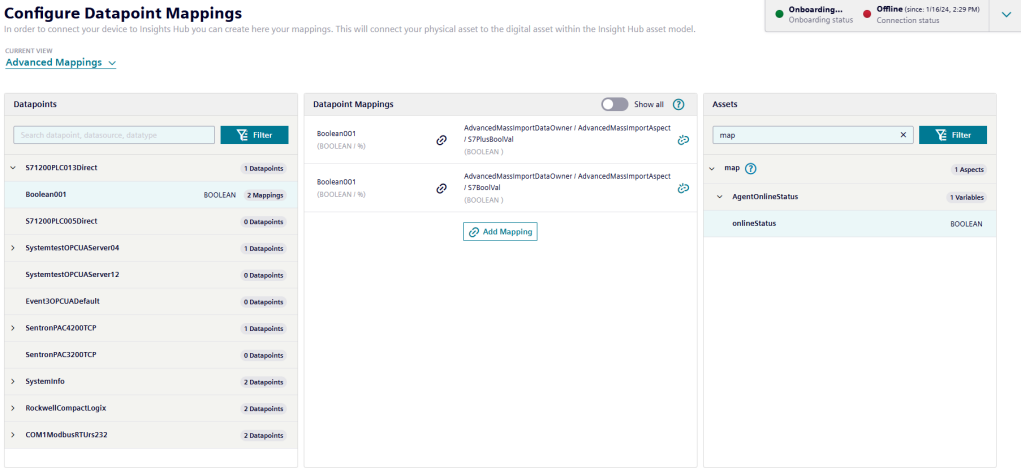 Configure Datapoint Mappings
In order to connect your device to Insights Hub you can create here your mappings. This will connect your physical asset to the digital asset within the Insight Hub asset model.
Onboarding...
Onboarding status
Offline (since: 1/16/24, 2:29 PM)
Connection status
CURRENT VIEW
Advanced Mappings
Datapoints
Search datapoint, datasource, datatype
Filter
S71200PLC013Direct 1 Datapoints
Boolean001 BOOLEAN 2 Mappings
S71200PLC005Direct 0 Datapoints
SystemtestOPCUAServer04 1 Datapoints
SystemtestOPCUAServer12 0 Datapoints
Event3OPCUADefault 0 Datapoints
SentronPAC4200TCP 1 Datapoints
SentronPAC3200TCP 0 Datapoints
SystemInfo 2 Datapoints
RockwellCompactLogix 2 Datapoints
COM1ModbusRTUrs232 2 Datapoints
Datapoint Mappings Show all ?
Boolean001
(BOOLEAN / %)
AdvancedMassImportDataOwner / AdvancedMassImportAspect
/ S7PlusBoolVal
(BOOLEAN )
Boolean001
(BOOLEAN / %)
AdvancedMassImportDataOwner / AdvancedMassImportAspect
/ S7BoolVal
(BOOLEAN )
Add Mapping
Assets
map
Filter
map ? 1 Aspects
AgentOnlineStatus 1 Variables
onlineStatus BOOLEAN